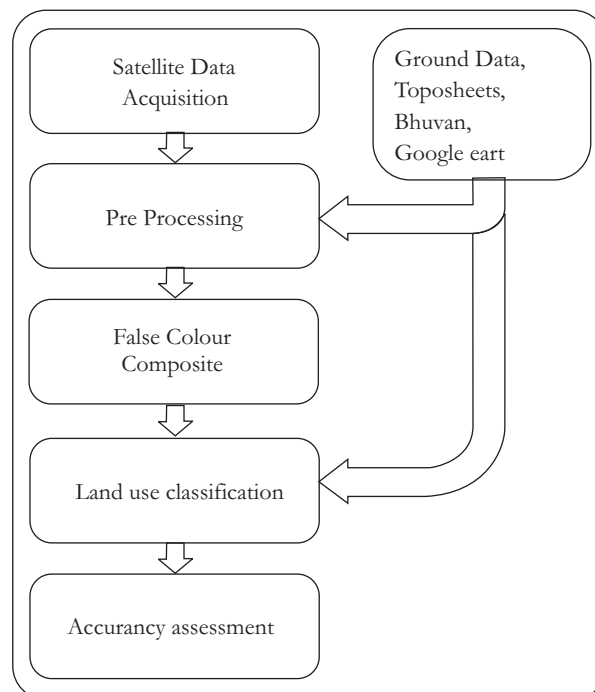 Satellite Data
Acquisition
Ground Data,
Toposheets,
Bhuvan,
Google eart
Pre Processing
False Colour
Composite
Land use classification
Accurancy assessment